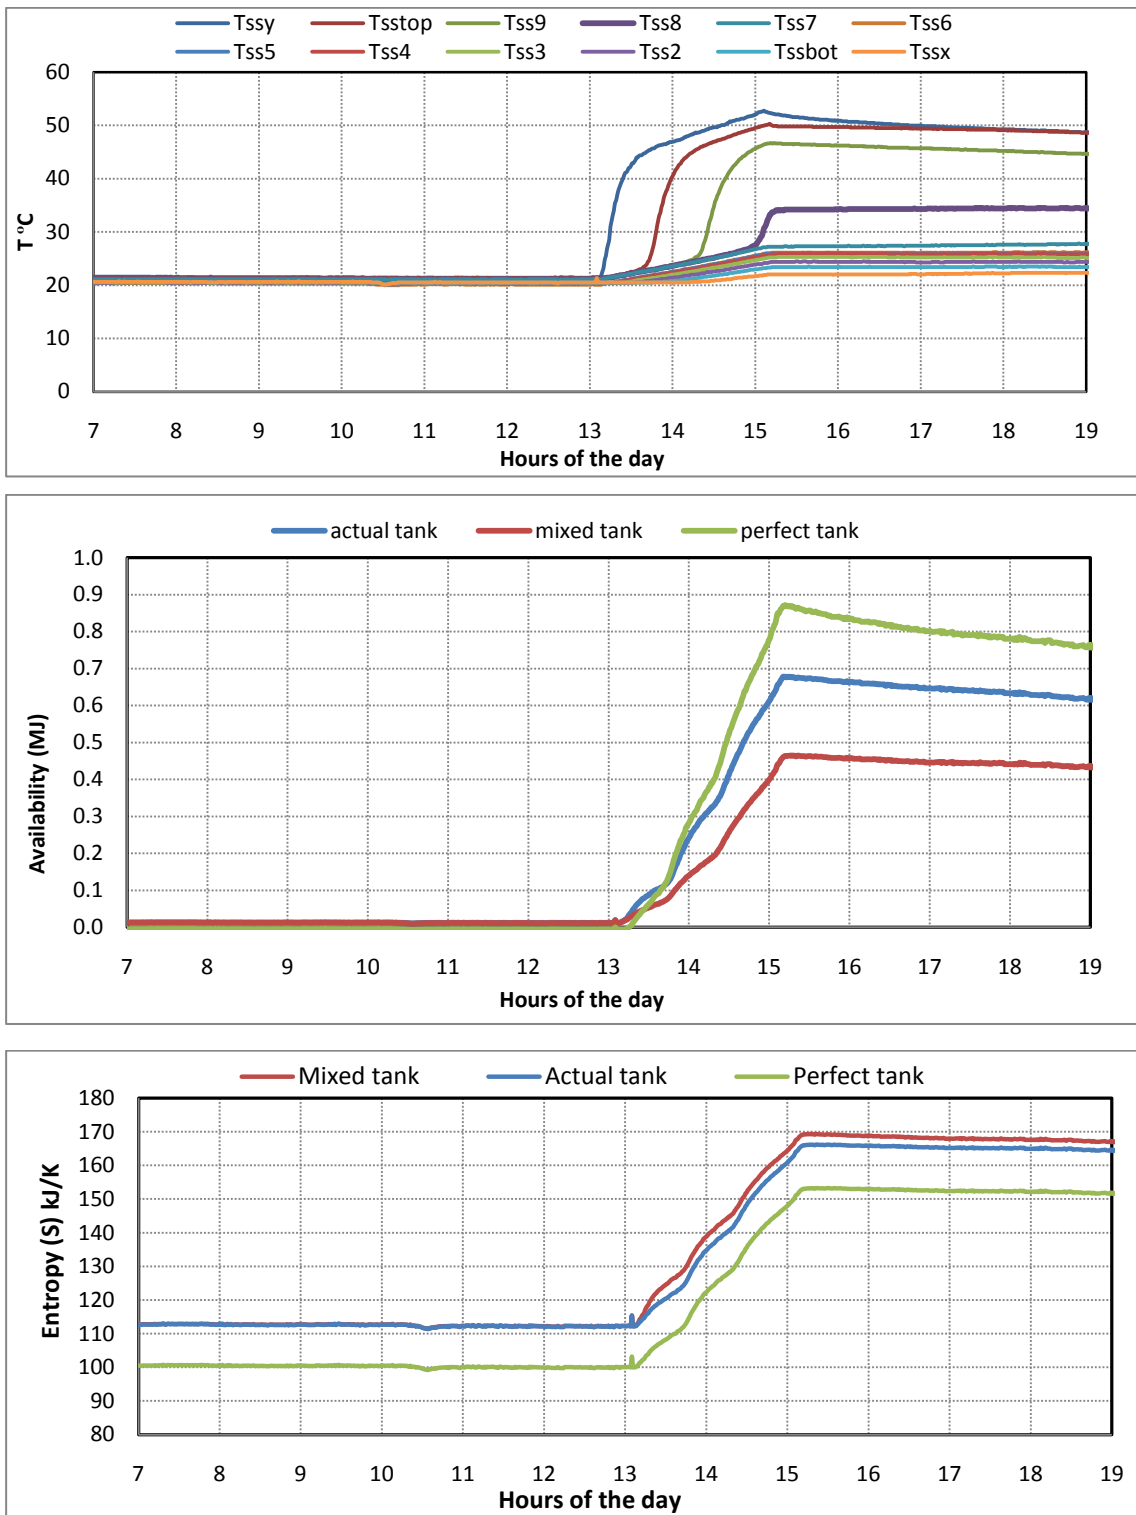 Tssy Tsstop Tss9 Tss8 Tss7 Tss6
Tss5 Tss4 Tss3 Tss2 Tssbot Tssx
60
50
40
30
20
10
0
T °C
7 8 9 10 11 12 13 14 15 16 17 18 19
Hours of the day
actual tank mixed tank perfect tank
1.0
0.9
0.8
0.7
0.6
0.5
0.4
0.3
0.2
0.1
0.0
Availability (MJ)
7 8 9 10 11 12 13 14 15 16 17 18 19
Hours of the day
Mixed tank Actual tank Perfect tank
180
170
160
150
140
130
120
110
100
90
80
Entropy (S) kJ/K
7 8 9 10 11 12 13 14 15 16 17 18 19
Hours of the day